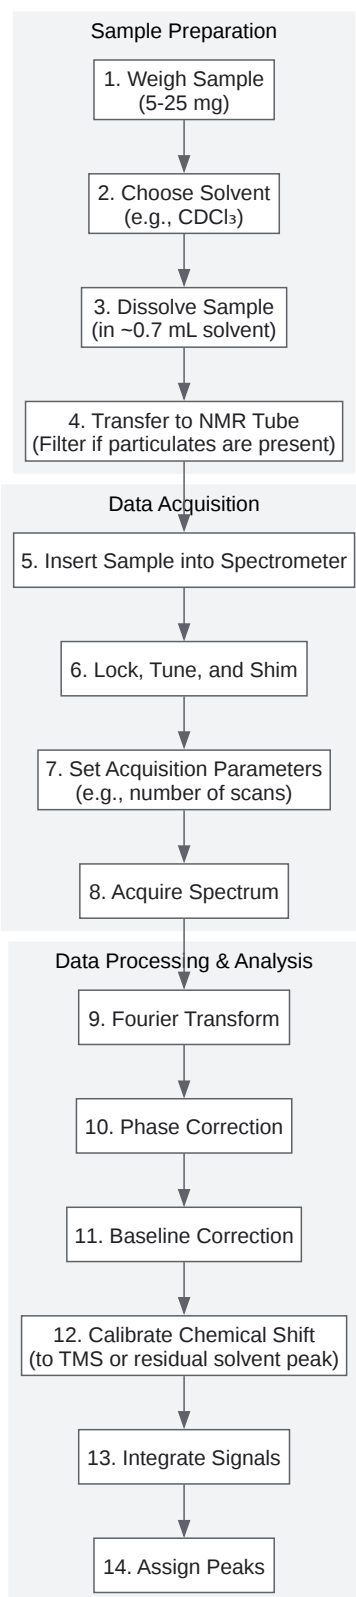 Sample Preparation
1. Weigh Sample
(5-25 mg)
2. Choose Solvent
(e.g., CDCl₃)
3. Dissolve Sample
(in ~0.7 mL solvent)
4. Transfer to NMR Tube
(Filter if particulates are present)
Data Acquisition
5. Insert Sample into Spectrometer
6. Lock, Tune, and Shim
7. Set Acquisition Parameters
(e.g., number of scans)
8. Acquire Spectrum
Data Processing & Analysis
9. Fourier Transform
10. Phase Correction
11. Baseline Correction
12. Calibrate Chemical Shift
(to TMS or residual solvent peak)
13. Integrate Signals
14. Assign Peaks